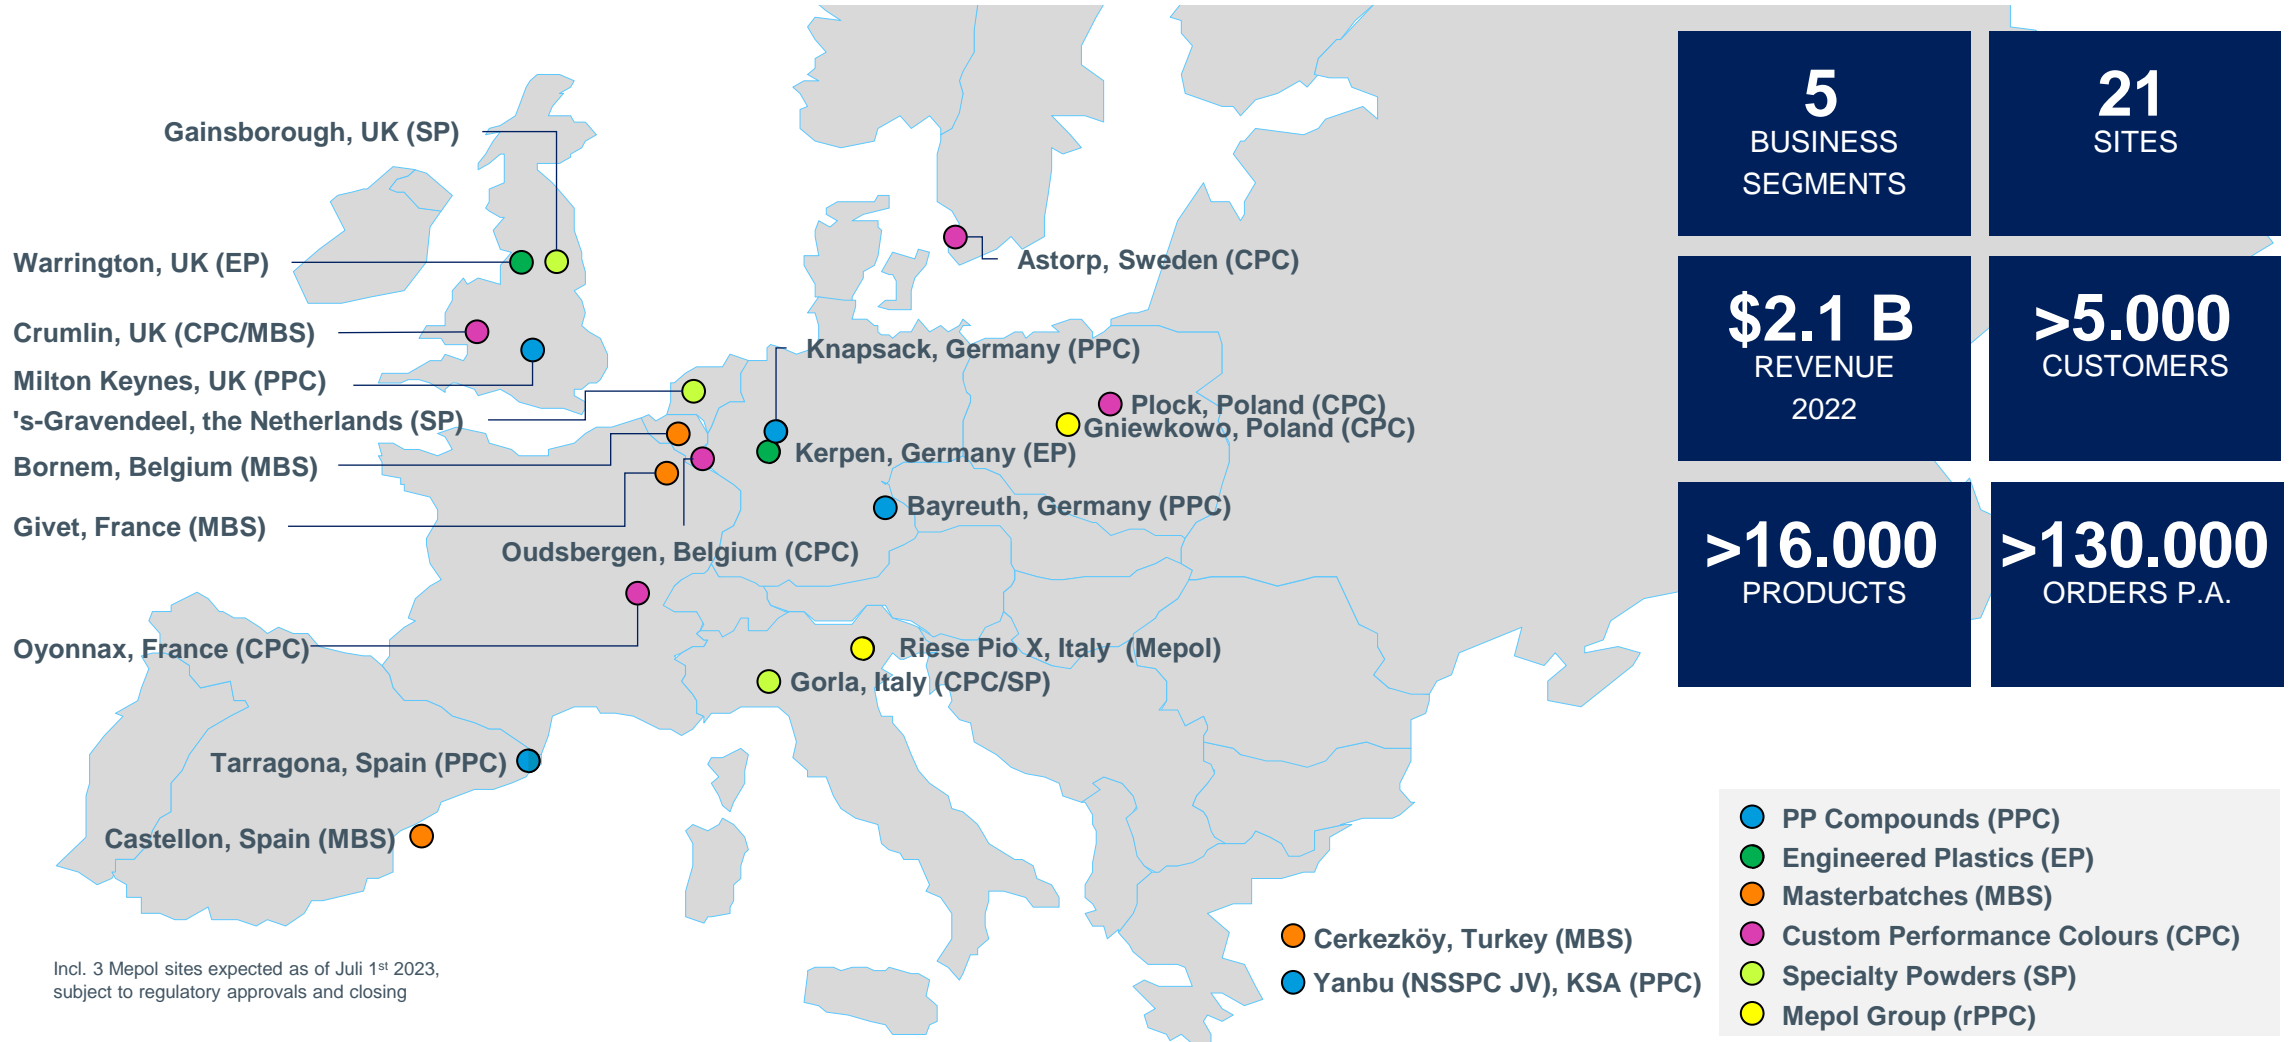 Gainsborough, UK (SP)
Warrington, UK (EP)
Crumlin, UK (CPC/MBS)
Milton Keynes, UK (PPC)
's-Gravendeel, the Netherlands (SP)
Bornem, Belgium (MBS)
Givet, France (MBS)
Oudsbergen, Belgium (CPC)
Oyonnax, France (CPC)
Tarragona, Spain (PPC)
Castellon, Spain (MBS)
Astorp, Sweden (CPC)
Knapsack, Germany (PPC)
Plock, Poland (CPC)
Gniewkowo, Poland (CPC)
Kerpen, Germany (EP)
Bayreuth, Germany (PPC)
Riese Pio X, Italy (Mepol)
Gorla, Italy (CPC/SP)
Cerkezköy, Turkey (MBS)
Yanbu (NSSPC JV), KSA (PPC)
5
BUSINESS
SEGMENTS
21
SITES
$2.1 B
REVENUE
2022
>5.000
CUSTOMERS
>16.000
PRODUCTS
>130.000
ORDERS P.A.
PP Compounds (PPC)
Engineered Plastics (EP)
Masterbatches (MBS)
Custom Performance Colours (CPC)
Specialty Powders (SP)
Mepol Group (rPPC)
Incl. 3 Mepol sites expected as of Juli 1st 2023,
subject to regulatory approvals and closing